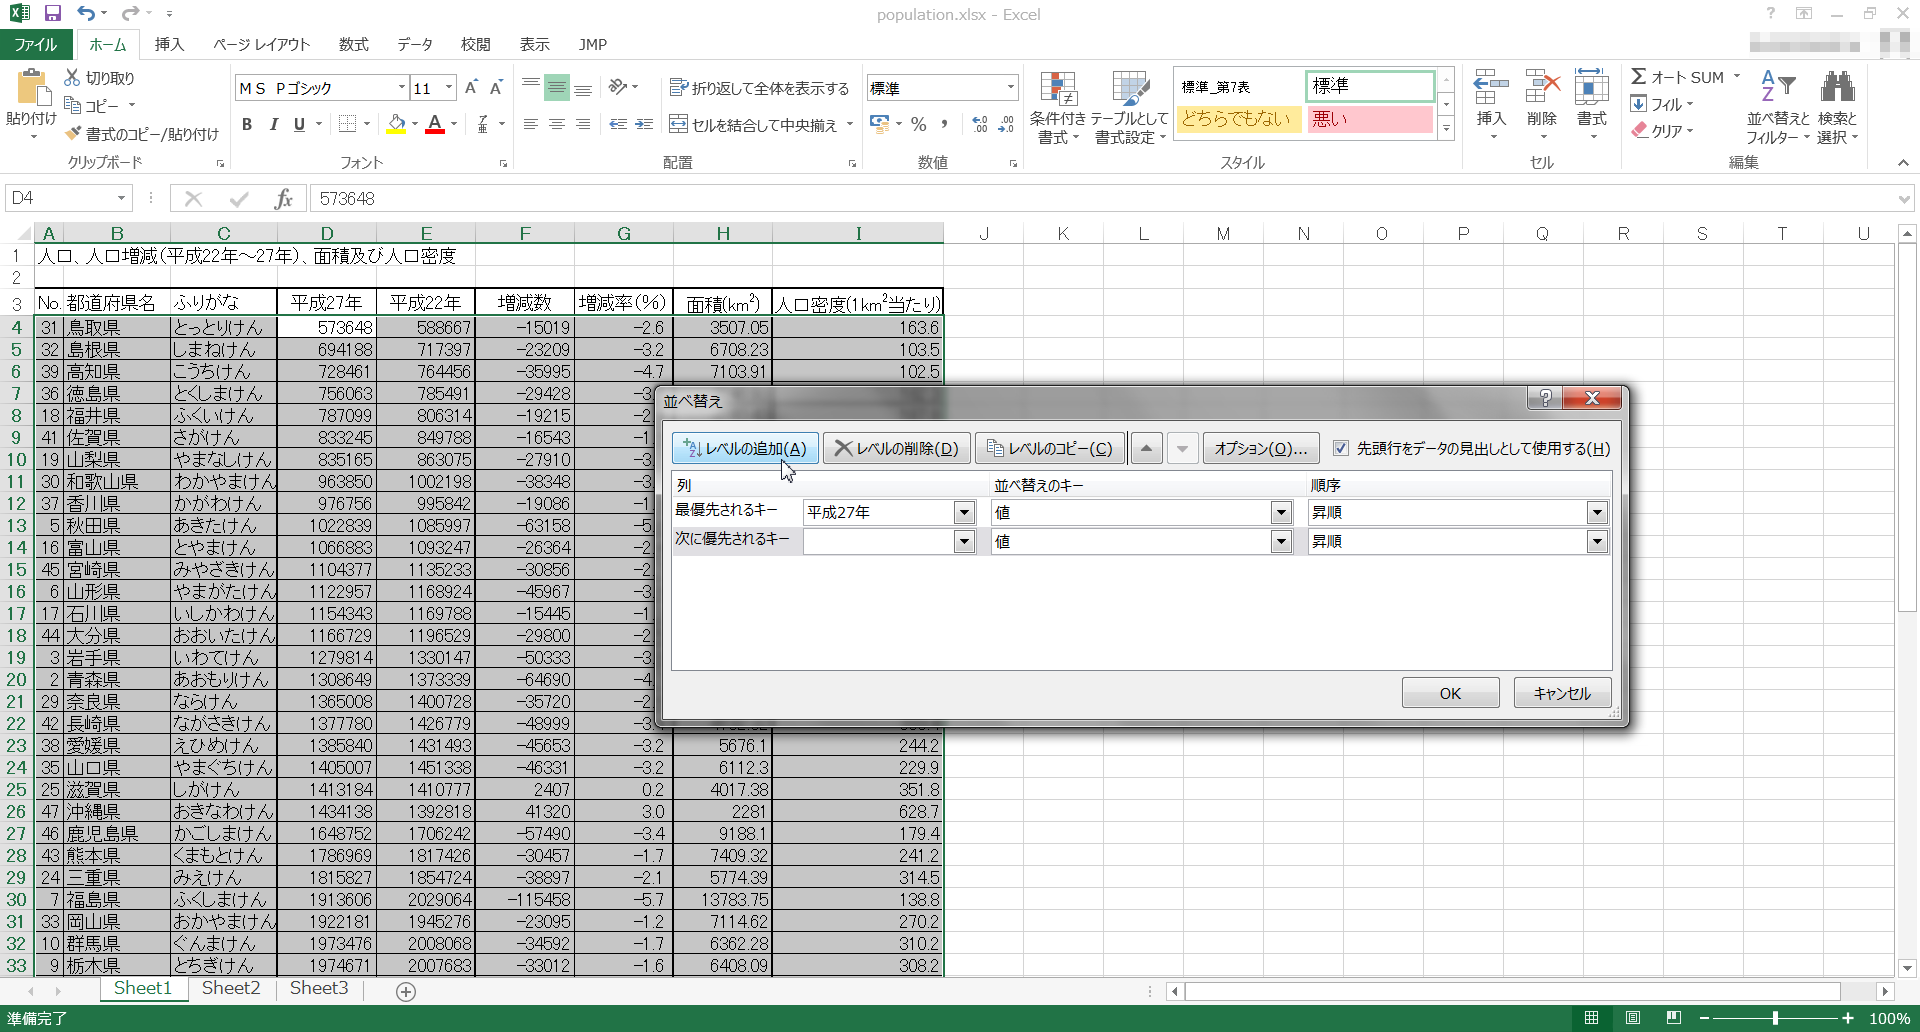 population.xlsx - Excel
ファイル ホーム 挿入 ページ レイアウト 数式 データ 校閲 表示 JMP
貼り付け 切り取り コピー 書式のコピー/貼り付け クリップボード
ＭＳ Ｐゴシック 11 B I U フォント
折り返して全体を表示する セルを結合して中央揃え 配置
標準 % 数値
条件付き書式 テーブルとして書式設定 標準_第7表 標準 どちらでもない 悪い スタイル
挿入 削除 書式 セル
オート SUM フィル クリア 並べ替えとフィルター 検索と選択 編集
D4 fx 573648
A B C D E F G H I J K L M N O P Q R S T U
1 人口、人口増減(平成22年～27年)、面積及び人口密度
2
3 No. 都道府県名 ふりがな 平成27年 平成22年 増減数 増減率(%) 面積(km²) 人口密度(1km²当たり)
4 31 鳥取県 とっとりけん 573648 588667 -15019 -2.6 3507.05 163.6
5 32 島根県 しまねけん 694188 717397 -23209 -3.2 6708.23 103.5
6 39 高知県 こうちけん 728461 764456 -35995 -4.7 7103.91 102.5
7 36 徳島県 とくしまけん 756063 785491 -29428
8 18 福井県 ふくいけん 787099 806314 -19215
9 41 佐賀県 さがけん 833245 849788 -16543
10 19 山梨県 やまなしけん 835165 863075 -27910
11 30 和歌山県 わかやまけん 963850 1002198 -38348
12 37 香川県 かがわけん 976756 995842 -19086
13 5 秋田県 あきたけん 1022839 1085997 -63158
14 16 富山県 とやまけん 1066883 1093247 -26364
15 45 宮崎県 みやざきけん 1104377 1135233 -30856
16 6 山形県 やまがたけん 1122957 1168924 -45967
17 17 石川県 いしかわけん 1154343 1169788 -15445
18 44 大分県 おおいたけん 1166729 1196529 -29800
19 3 岩手県 いわてけん 1279814 1330147 -50333
20 2 青森県 あおもりけん 1308649 1373339 -64690
21 29 奈良県 ならけん 1365008 1400728 -35720
22 42 長崎県 ながさきけん 1377780 1426779 -48999
23 38 愛媛県 えひめけん 1385840 1431493 -45653 -3.2 5676.1 244.2
24 35 山口県 やまぐちけん 1405007 1451338 -46331 -3.2 6112.3 229.9
25 25 滋賀県 しがけん 1413184 1410777 2407 0.2 4017.38 351.8
26 47 沖縄県 おきなわけん 1434138 1392818 41320 3.0 2281 628.7
27 46 鹿児島県 かごしまけん 1648752 1706242 -57490 -3.4 9188.1 179.4
28 43 熊本県 くまもとけん 1786969 1817426 -30457 -1.7 7409.32 241.2
29 24 三重県 みえけん 1815827 1854724 -38897 -2.1 5774.39 314.5
30 7 福島県 ふくしまけん 1913606 2029064 -115458 -5.7 13783.75 138.8
31 33 岡山県 おかやまけん 1922181 1945276 -23095 -1.2 7114.62 270.2
32 10 群馬県 ぐんまけん 1973476 2008068 -34592 -1.7 6362.28 310.2
33 9 栃木県 とちぎけん 1974671 2007683 -33012 -1.6 6408.09 308.2
並べ替え
レベルの追加(A) レベルの削除(D) レベルのコピー(C) オプション(O)... 先頭行をデータの見出しとして使用する(H)
列 並べ替えのキー 順序
最優先されるキー 平成27年 値 昇順
次に優先されるキー 値 昇順
OK キャンセル
Sheet1 Sheet2 Sheet3
準備完了 100%